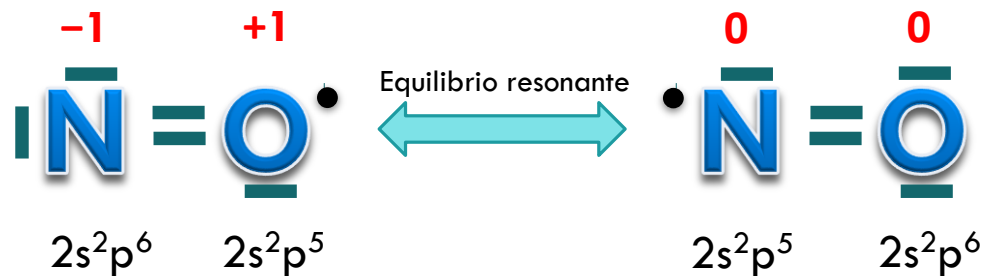 −1 +1 0 0
Equilibrio resonante
N = O N = O
2s²p⁶ 2s²p⁵ 2s²p⁵ 2s²p⁶